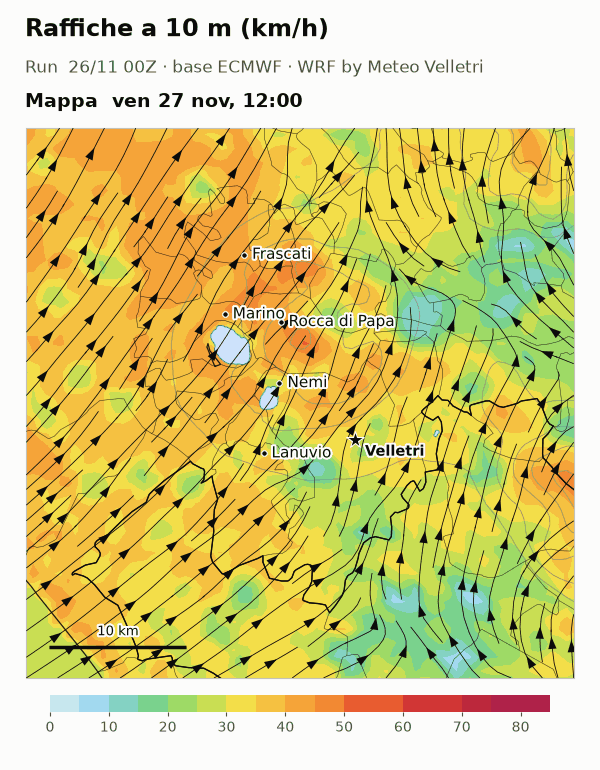 Raffiche a 10 m (km/h)
Run  26/11 00Z · base ECMWF · WRF by Meteo Velletri
Mappa  ven 27 nov, 12:00
Frascati
Marino
Rocca di Papa
Nemi
Velletri
Lanuvio
10 km
0 10 20 30 40 50 60 70 80